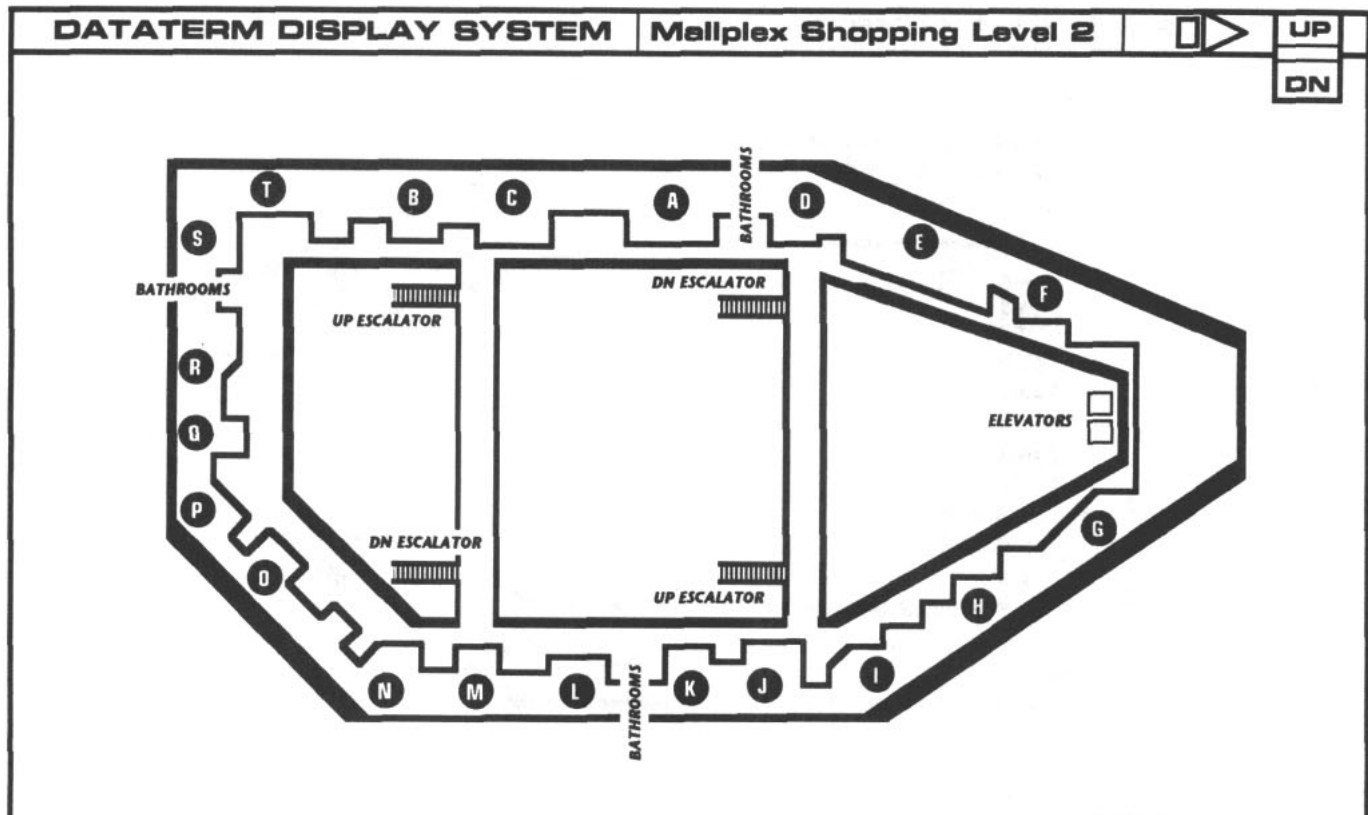 DATATERM DISPLAY SYSTEM
Mallplex Shopping Level 2
UP
DN
T
B
C
A
BATHROOMS
D
S
E
BATHROOMS
F
UP ESCALATOR
DN ESCALATOR
R
ELEVATORS
Q
P
G
DN ESCALATOR
O
UP ESCALATOR
H
N
M
L
BATHROOMS
K
J
I